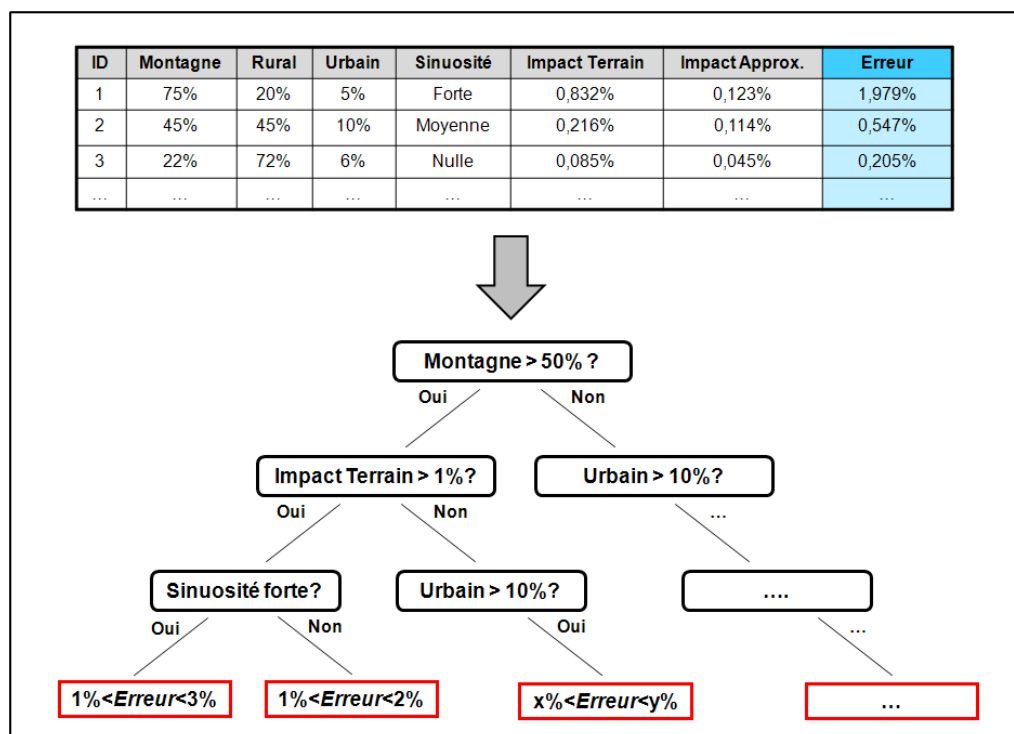 ID Montagne Rural Urbain Sinuosité Impact Terrain Impact Approx. Erreur
1 75% 20% 5% Forte 0,832% 0,123% 1,979%
2 45% 45% 10% Moyenne 0,216% 0,114% 0,547%
3 22% 72% 6% Nulle 0,085% 0,045% 0,205%
... ... ... ... ... ... ... ...
Montagne > 50% ?
Oui Non
Impact Terrain > 1%? Urbain > 10%?
Oui Non ...
Sinuosité forte? Urbain > 10%? ....
Oui Non Oui ...
1%<Erreur<3% 1%<Erreur<2% x%<Erreur<y% ...